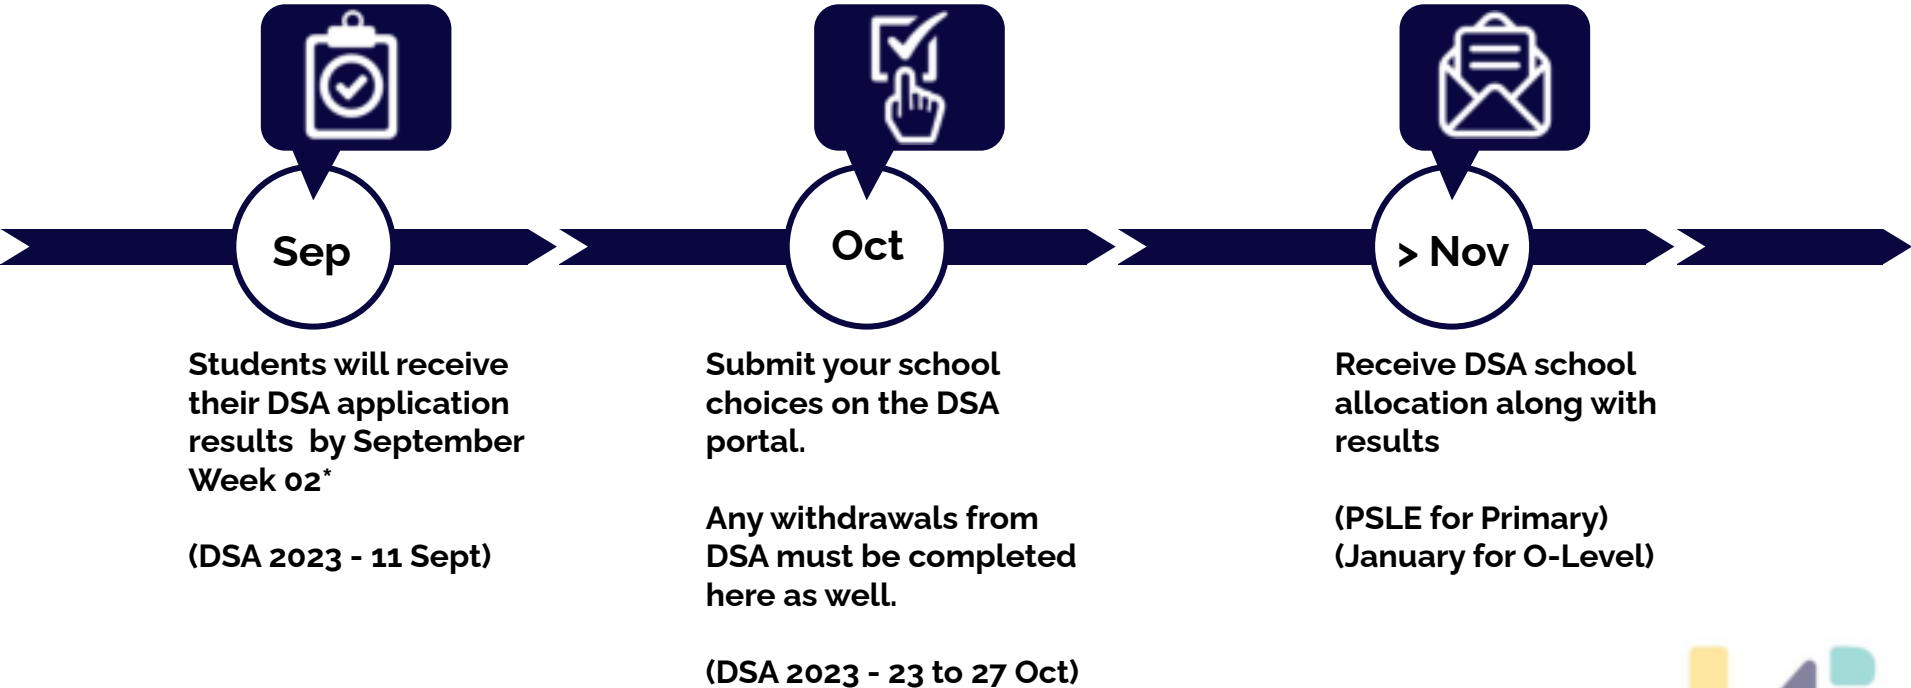 Sep
Students will receive
their DSA application
results  by September
Week 02*
(DSA 2023 - 11 Sept)
Oct
Submit your school
choices on the DSA
portal.
Any withdrawals from
DSA must be completed
here as well.
(DSA 2023 - 23 to 27 Oct)
> Nov
Receive DSA school
allocation along with
results
(PSLE for Primary)
(January for O-Level)